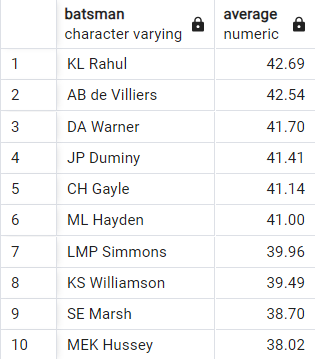 batsman average
character varying numeric
1 KL Rahul 42.69
2 AB de Villiers 42.54
3 DA Warner 41.70
4 JP Duminy 41.41
5 CH Gayle 41.14
6 ML Hayden 41.00
7 LMP Simmons 39.96
8 KS Williamson 39.49
9 SE Marsh 38.70
10 MEK Hussey 38.02